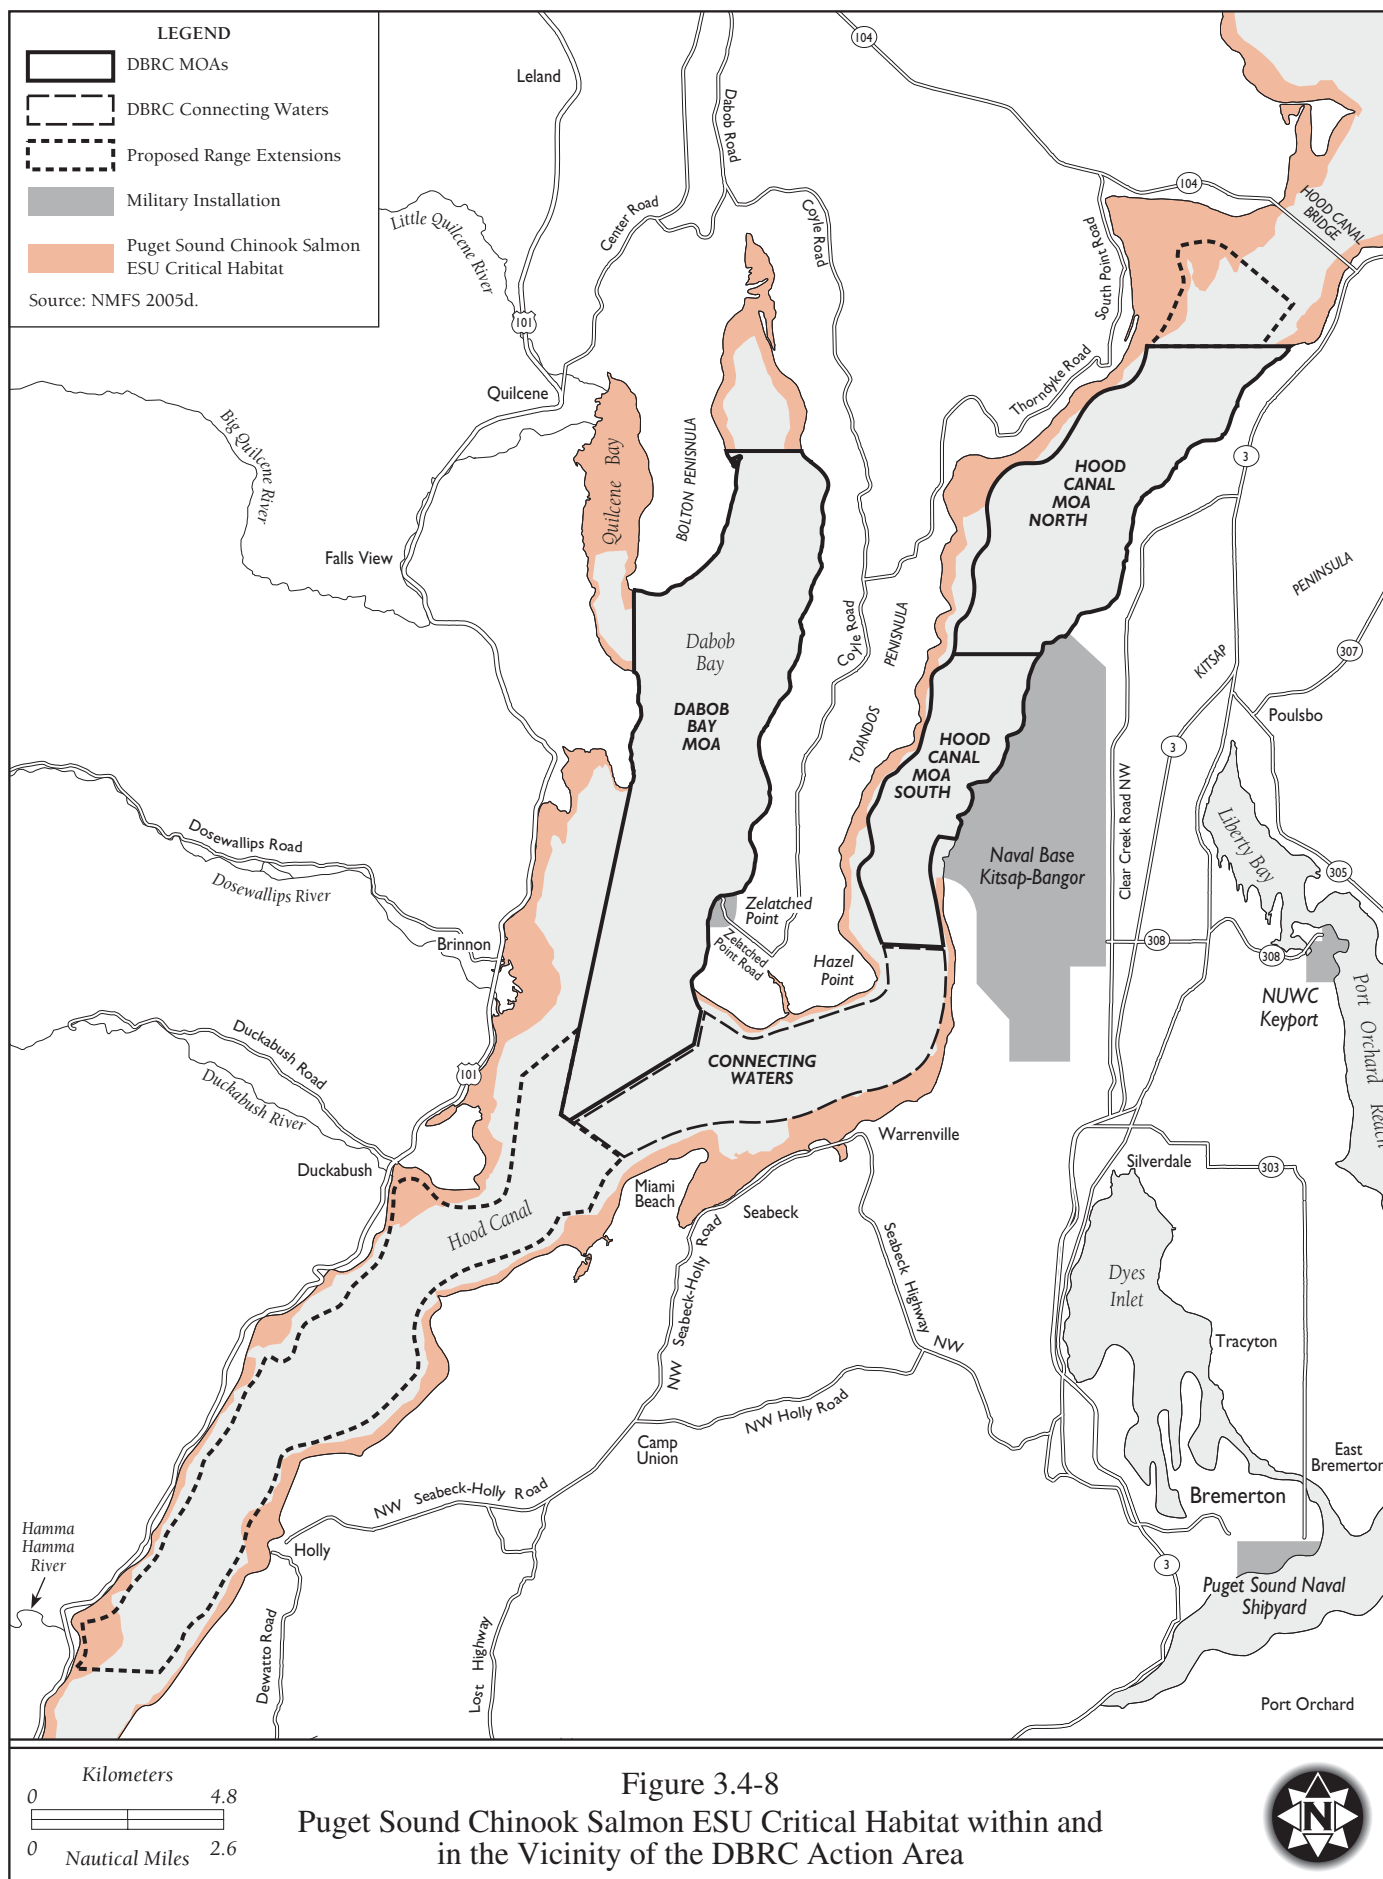 LEGEND
DBRC MOAs
DBRC Connecting Waters
Proposed Range Extensions
Military Installation
Puget Sound Chinook Salmon
ESU Critical Habitat
Source: NMFS 2005d.
104
Leland
Dabob Road
Little Quilcene River
Center Road
Coyle Road
South Point Road
104
HOOD CANAL
BRIDGE
101
Quilcene
Thorndyke Road
Big Quilcene River
Quilcene Bay
BOLTON PENISNULA
HOOD
CANAL
MOA
NORTH
3
Falls View
PENINSULA
Coyle Road
PENISNULA
Dabob
Bay
KITSAP
307
DABOB
BAY
MOA
TOANDOS
HOOD
CANAL
MOA
SOUTH
Poulsbo
3
Clear Creek Road NW
Dosewallips Road
Dosewallips River
Liberty Bay
Naval Base
Kitsap-Bangor
305
Zelatched
Point
Brinnon
Zelatched
Point Road
Hazel
Point
308
308
NUWC
Keyport
Port Orchard Reach
Duckabush Road
Duckabush River
101
CONNECTING
WATERS
Warrenville
Duckabush
Miami
Beach
Seabeck
Silverdale
303
Hood Canal
NW Seabeck-Holly Road
Seabeck Highway NW
Dyes
Inlet
Tracyton
NW Holly Road
Camp
Union
East
Bremerton
NW Seabeck-Holly Road
Bremerton
Hamma
Hamma
River
Holly
3
Puget Sound Naval
Shipyard
Dewatto Road
Lost Highway
Port Orchard
Kilometers
0 4.8
0 2.6
Nautical Miles
Figure 3.4-8
Puget Sound Chinook Salmon ESU Critical Habitat within and
in the Vicinity of the DBRC Action Area
N